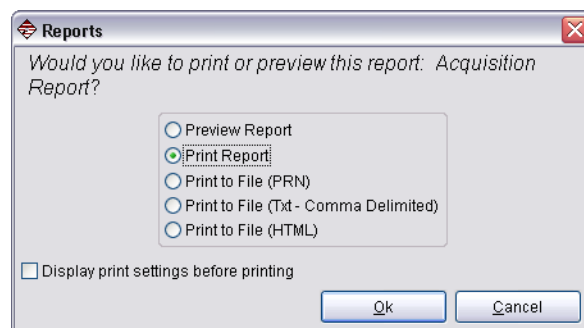 Reports
Would you like to print or preview this report: Acquisition
Report?
Preview Report
Print Report
Print to File (PRN)
Print to File (Txt - Comma Delimited)
Print to File (HTML)
Display print settings before printing
Ok
Cancel